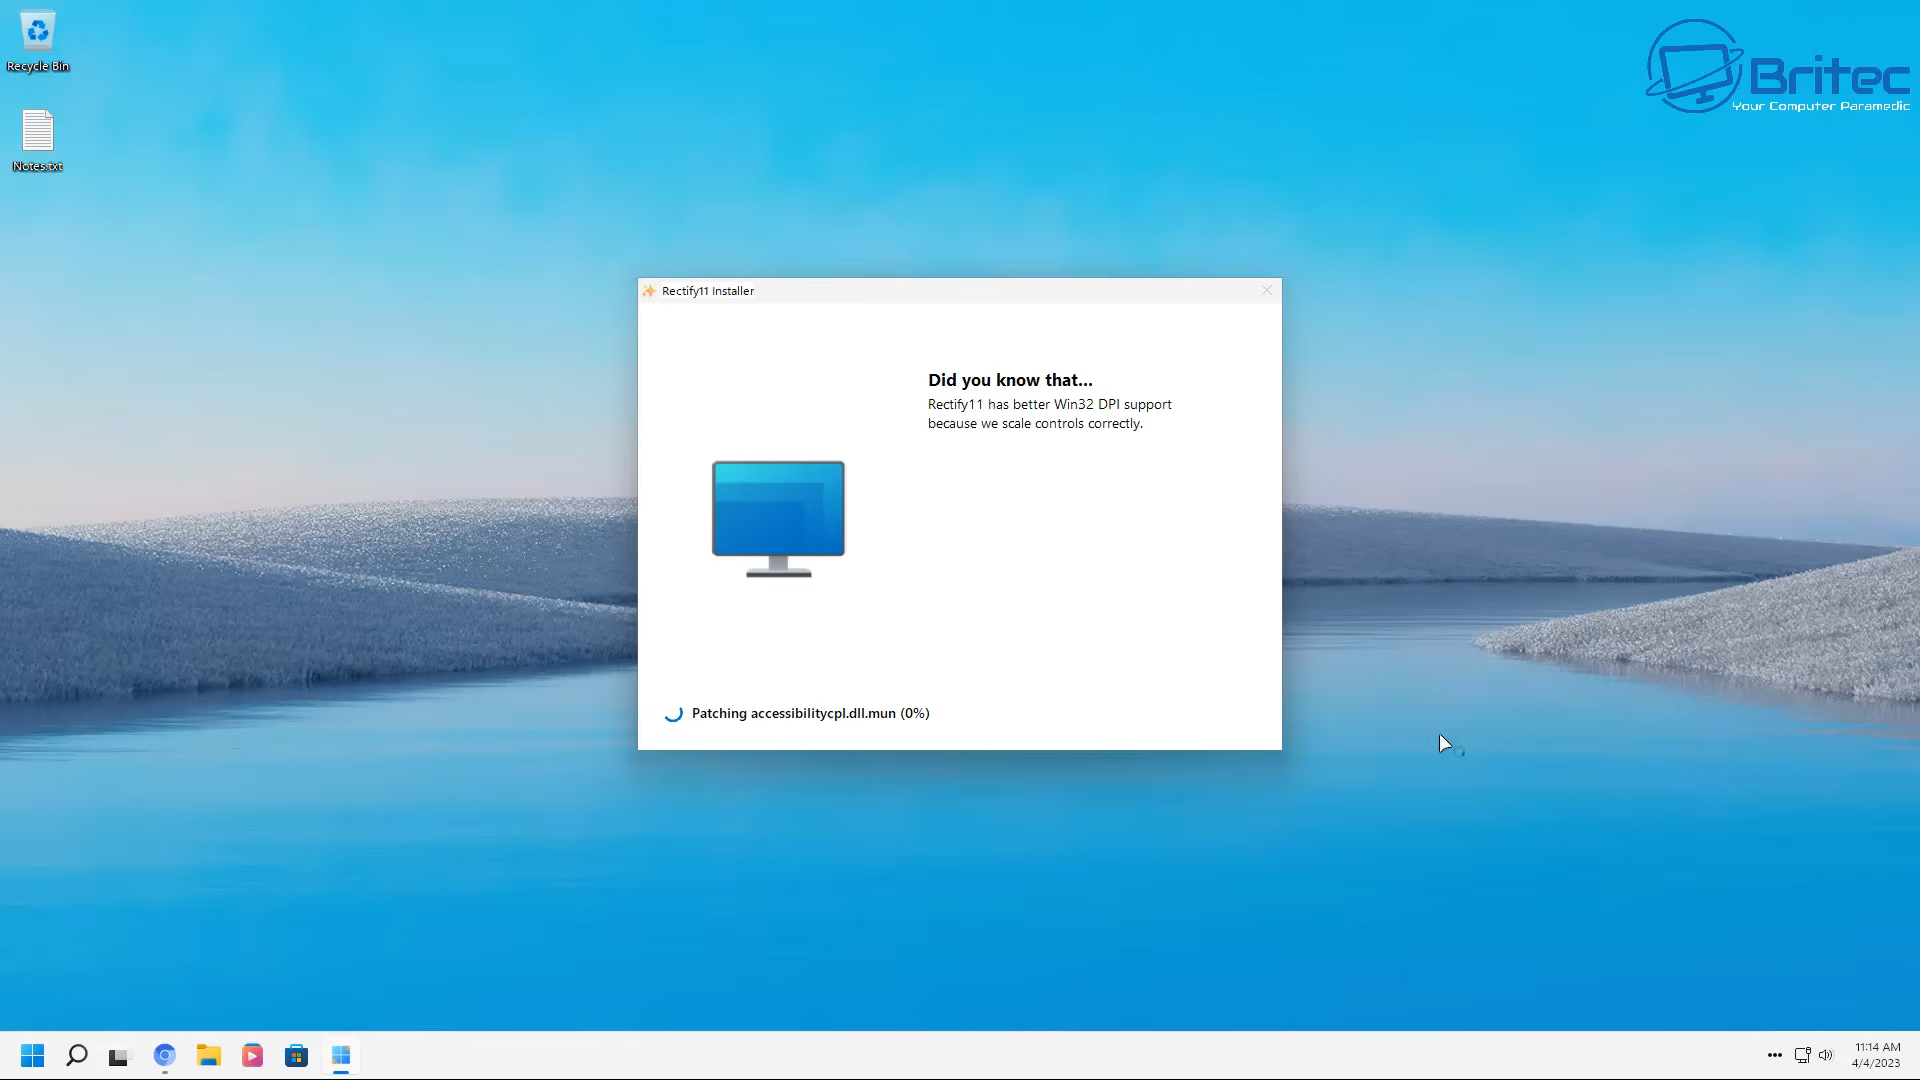 Recycle Bin
Notes.txt
Britec
Your Computer Paramedic
Rectify11 Installer
Did you know that...
Rectify11 has better Win32 DPI support
because we scale controls correctly.
Patching accessibilitycpl.dll.mun (0%)
11:14 AM
4/4/2023